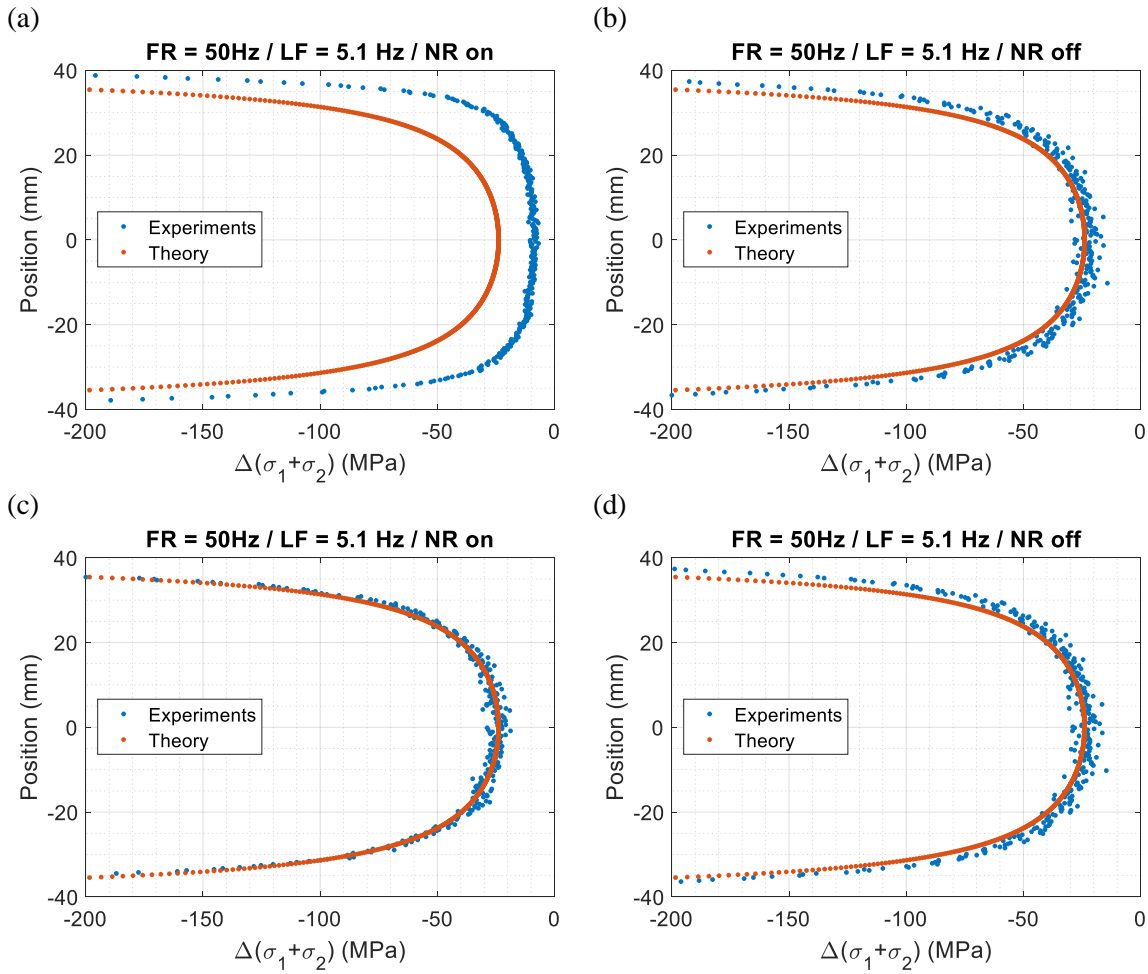 (a)
FR = 50Hz / LF = 5.1 Hz / NR on
40
20
0
-20
-40
Position (mm)
Experiments
Theory
-200 -150 -100 -50 0
Δ(σ₁+σ₂) (MPa)
(b)
FR = 50Hz / LF = 5.1 Hz / NR off
40
20
0
-20
-40
Position (mm)
Experiments
Theory
-200 -150 -100 -50 0
Δ(σ₁+σ₂) (MPa)
(c)
FR = 50Hz / LF = 5.1 Hz / NR on
40
20
0
-20
-40
Position (mm)
Experiments
Theory
-200 -150 -100 -50 0
Δ(σ₁+σ₂) (MPa)
(d)
FR = 50Hz / LF = 5.1 Hz / NR off
40
20
0
-20
-40
Position (mm)
Experiments
Theory
-200 -150 -100 -50 0
Δ(σ₁+σ₂) (MPa)